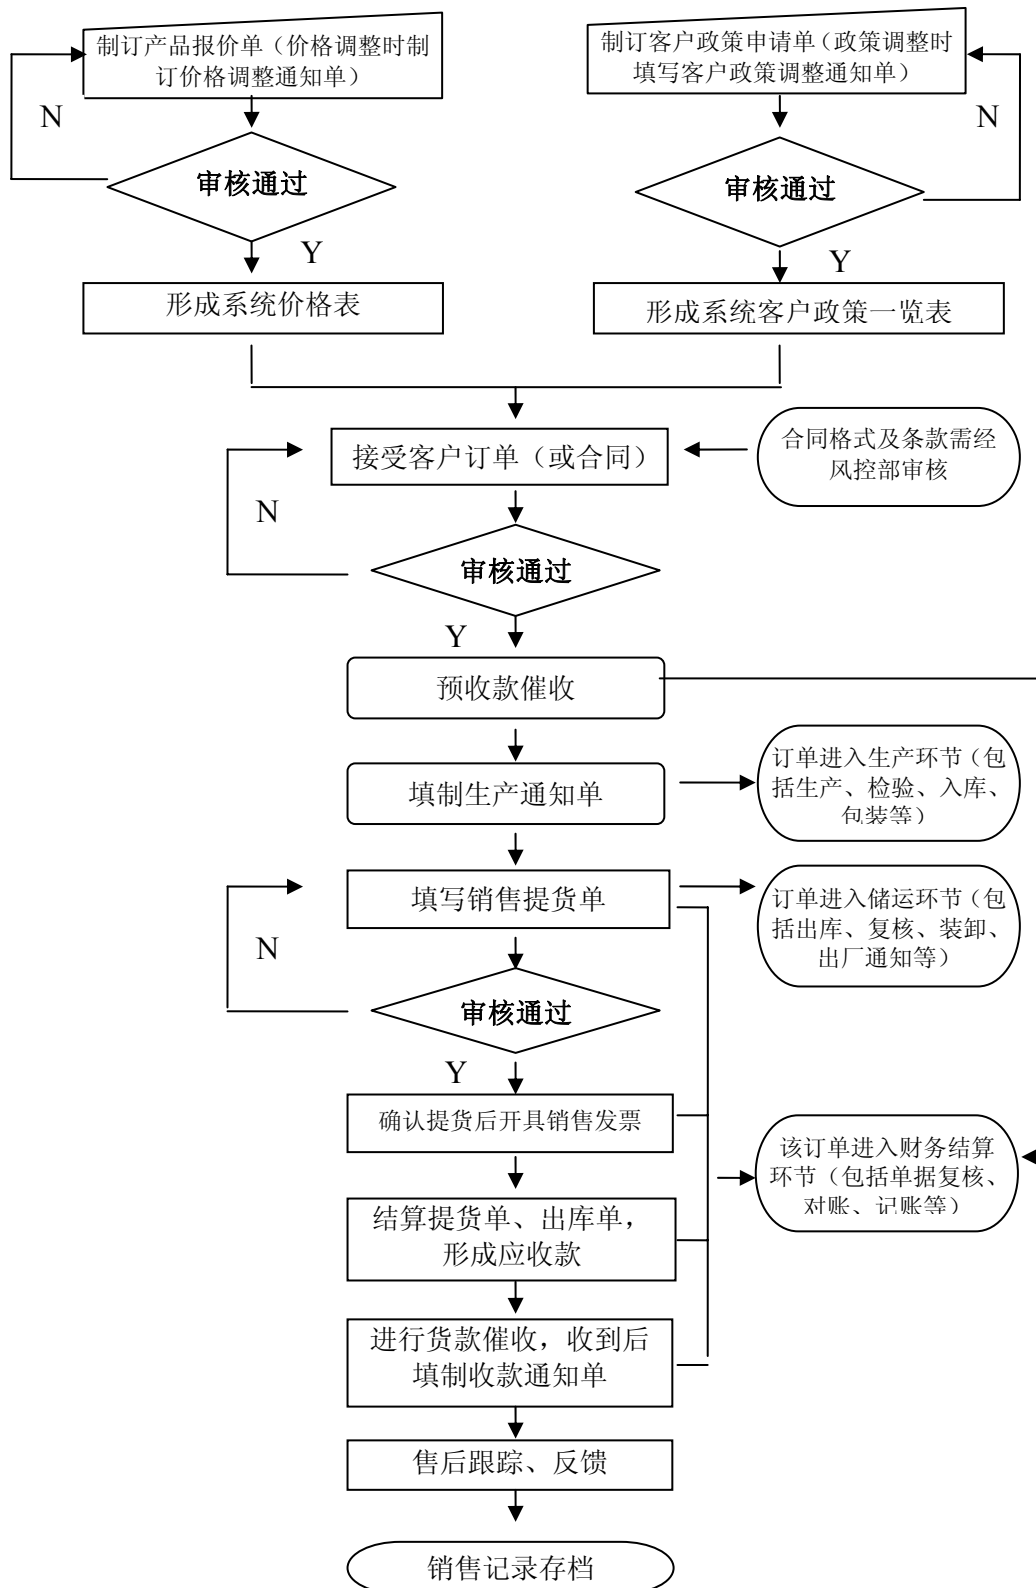 制订产品报价单（价格调整时制
订价格调整通知单）
制订客户政策申请单（政策调整时
填写客户政策调整通知单）
N
N
审核通过
审核通过
Y
Y
形成系统价格表
形成系统客户政策一览表
接受客户订单（或合同）
合同格式及条款需经
风控部审核
N
审核通过
Y
预收款催收
填制生产通知单
订单进入生产环节（包
括生产、检验、入库、
包装等）
填写销售提货单
订单进入储运环节（包
括出库、复核、装卸、
出厂通知等）
N
审核通过
Y
确认提货后开具销售发票
该订单进入财务结算
环节（包括单据复核、
对账、记账等）
结算提货单、出库单，
形成应收款
进行货款催收，收到后
填制收款通知单
售后跟踪、反馈
销售记录存档